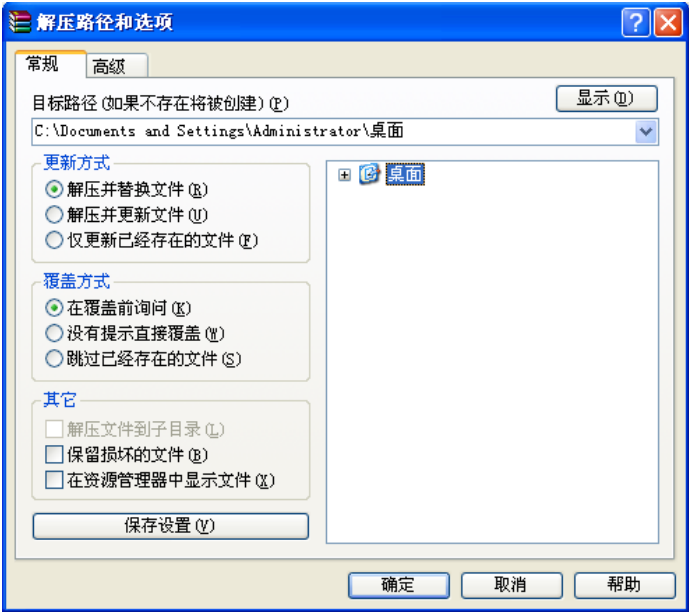 解压路径和选项
常规 高级
目标路径(如果不存在将被创建)(P) 显示(D)
C:\Documents and Settings\Administrator\桌面
更新方式
解压并替换文件(R)
解压并更新文件(U)
仅更新已经存在的文件(F)
覆盖方式
在覆盖前询问(K)
没有提示直接覆盖(W)
跳过已经存在的文件(S)
其它
解压文件到子目录(L)
保留损坏的文件(B)
在资源管理器中显示文件(X)
保存设置(V)
桌面
确定 取消 帮助